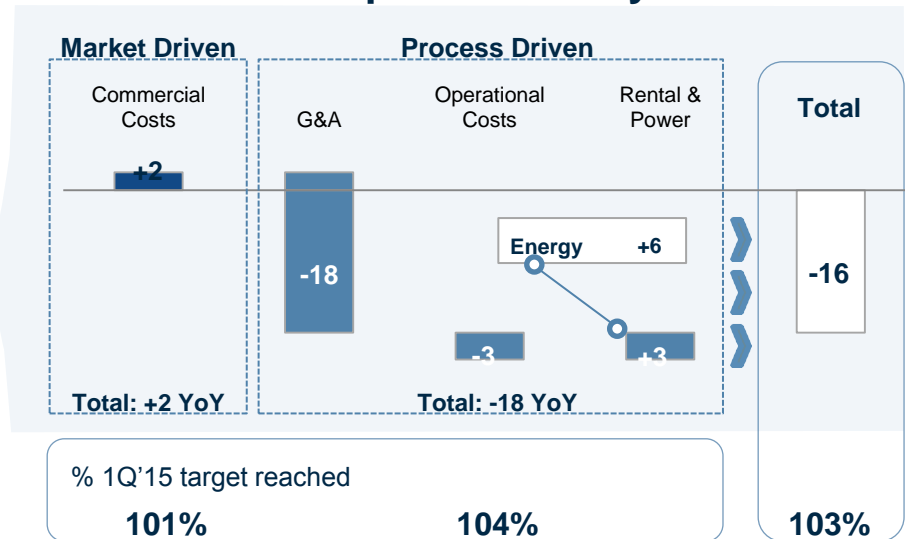 Market Driven
Process Driven
Commercial
Costs
G&A
Operational
Costs
Rental &
Power
Total
+2
Energy +6
-18
-16
-3
+3
Total: +2 YoY
Total: -18 YoY
% 1Q’15 target reached
101%
104%
103%